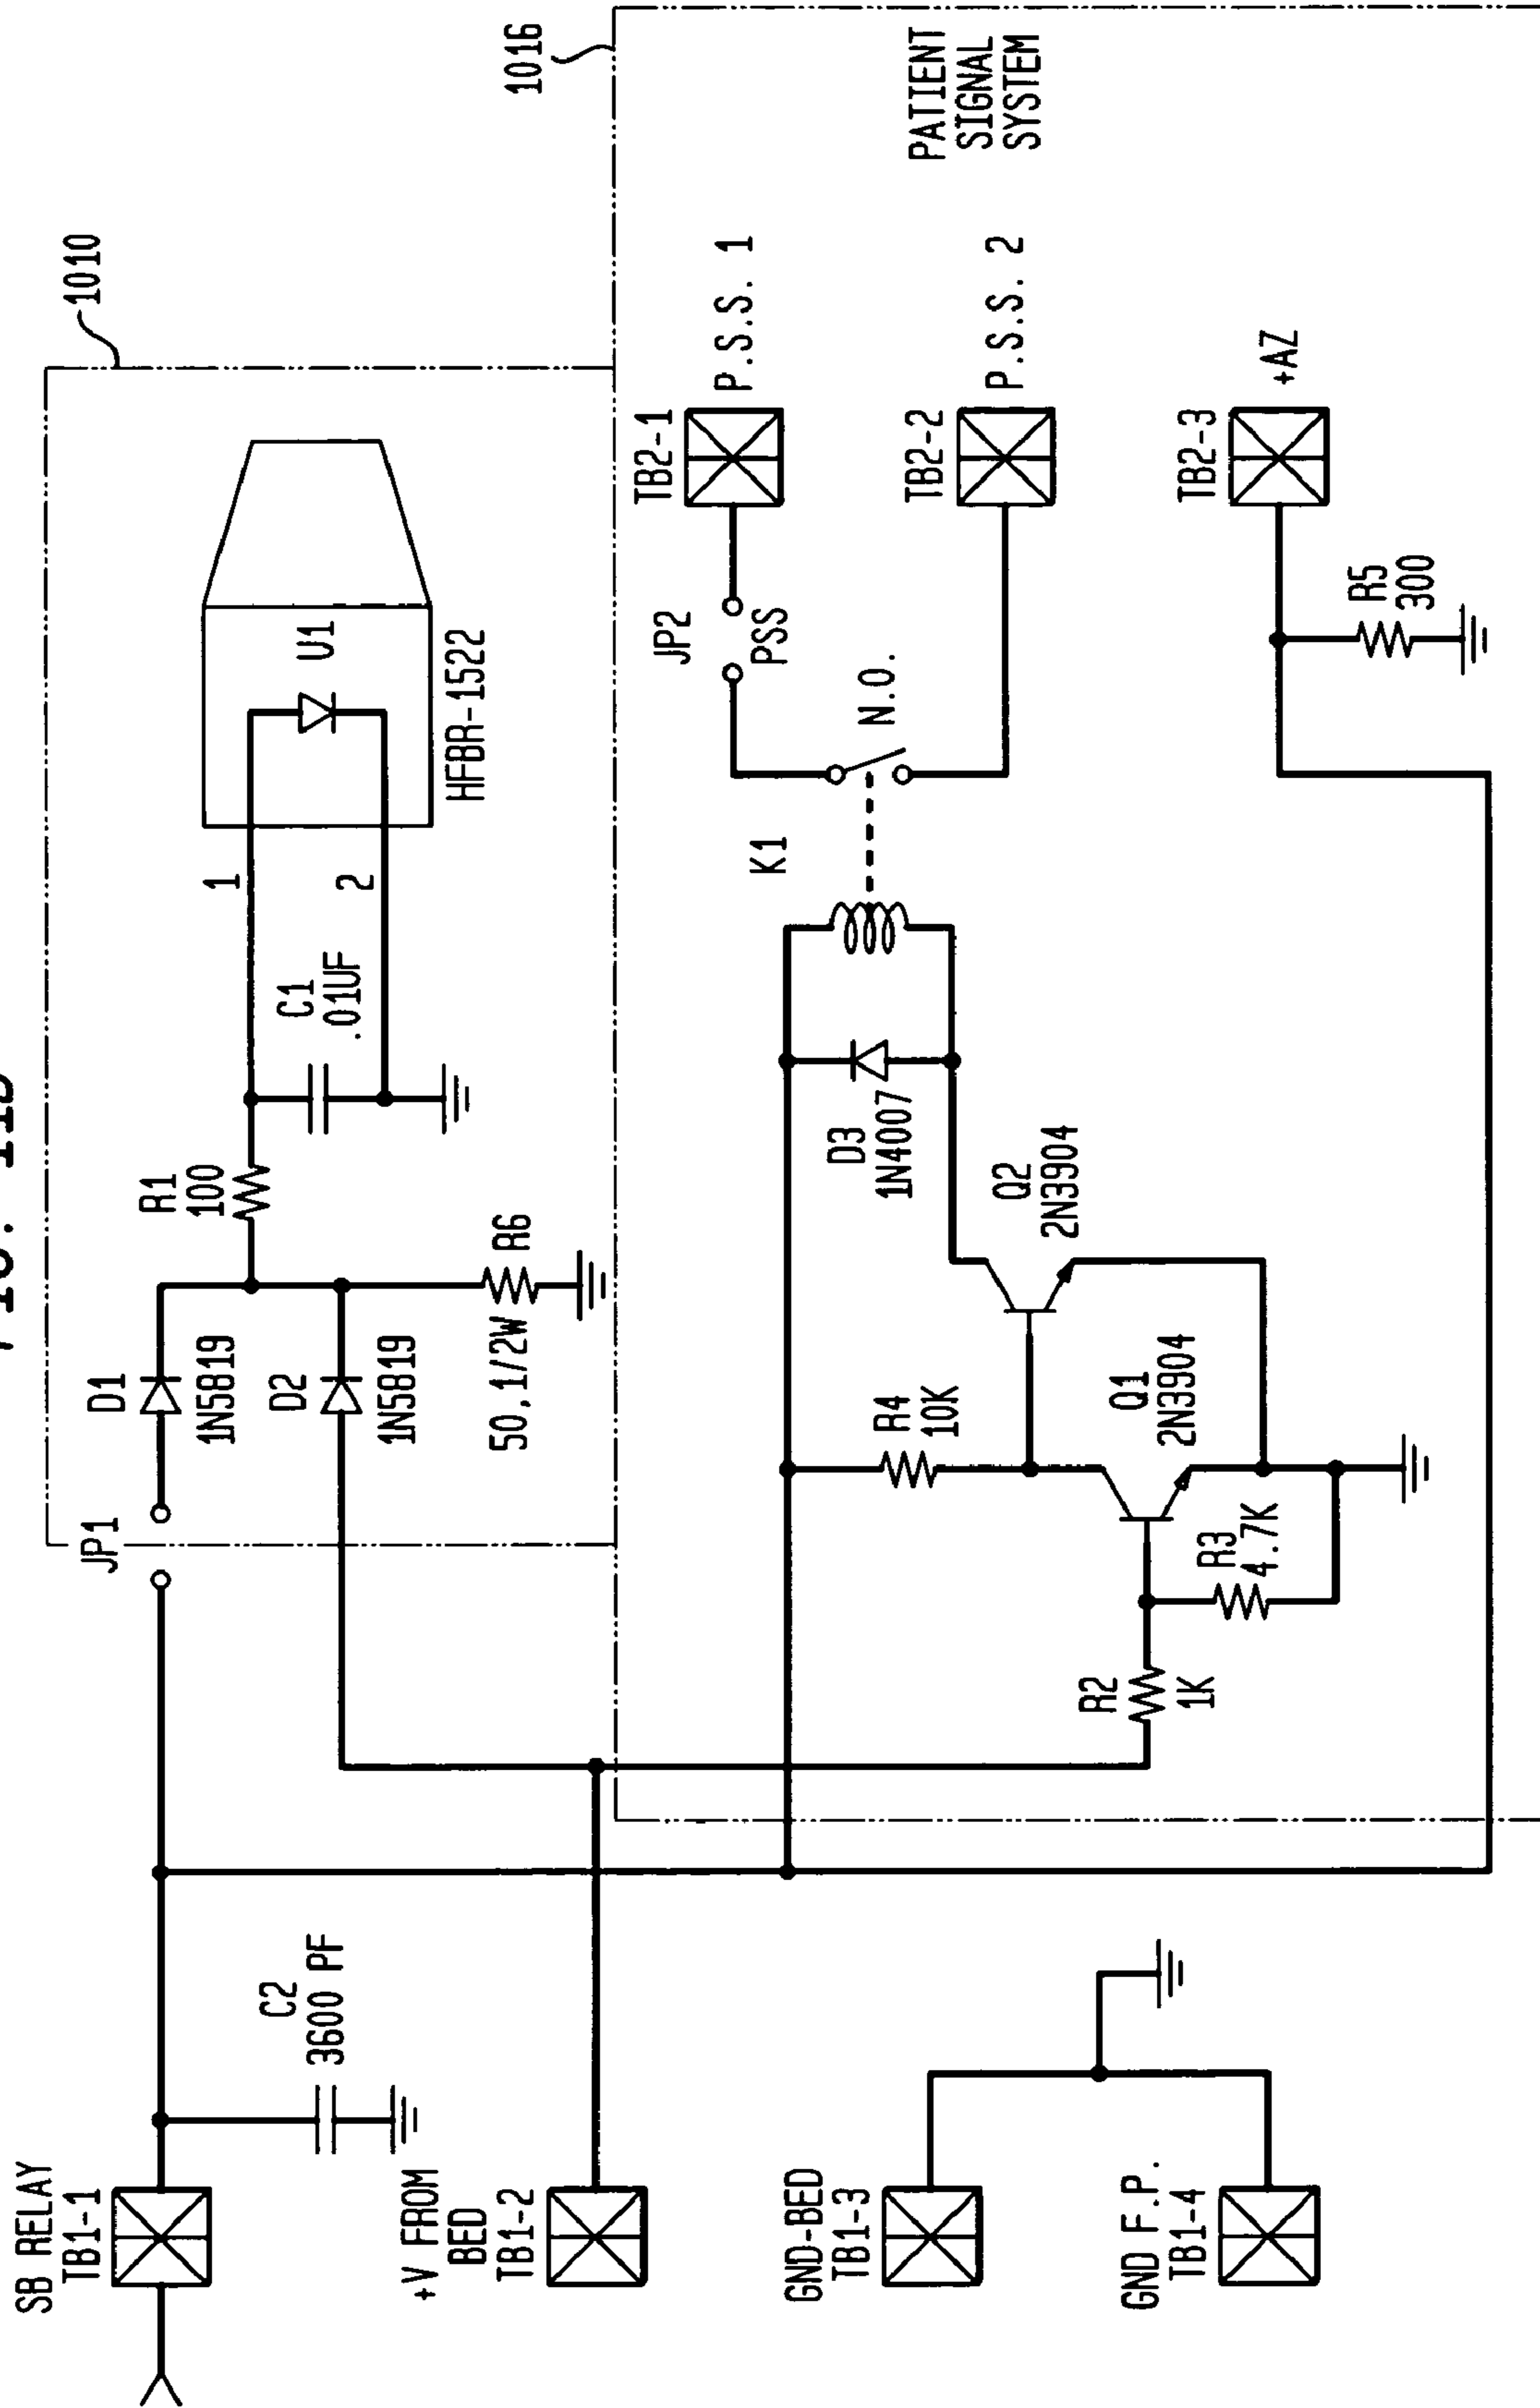 FIG. 11B
SB RELAY
TB1-1
C2
3600 PF
+V FROM
BED
TB1-2
GND-BED
TB1-3
GND F.P.
TB1-4
JP1
D1
1N5819
D2
1N5819
R1
100
50,1/2W R6
C1
.01UF
1
2
U1
HFBR-1522
1010
1016
R2
1K
R3
4.7K
R4
10K
Q1
2N3904
Q2
2N3904
D3
1N4007
K1
N.O.
JP2
PSS
TB2-1
P.S.S. 1
TB2-2
P.S.S. 2
TB2-3
+AZ
R5
300
PATIENT
SIGNAL
SYSTEM